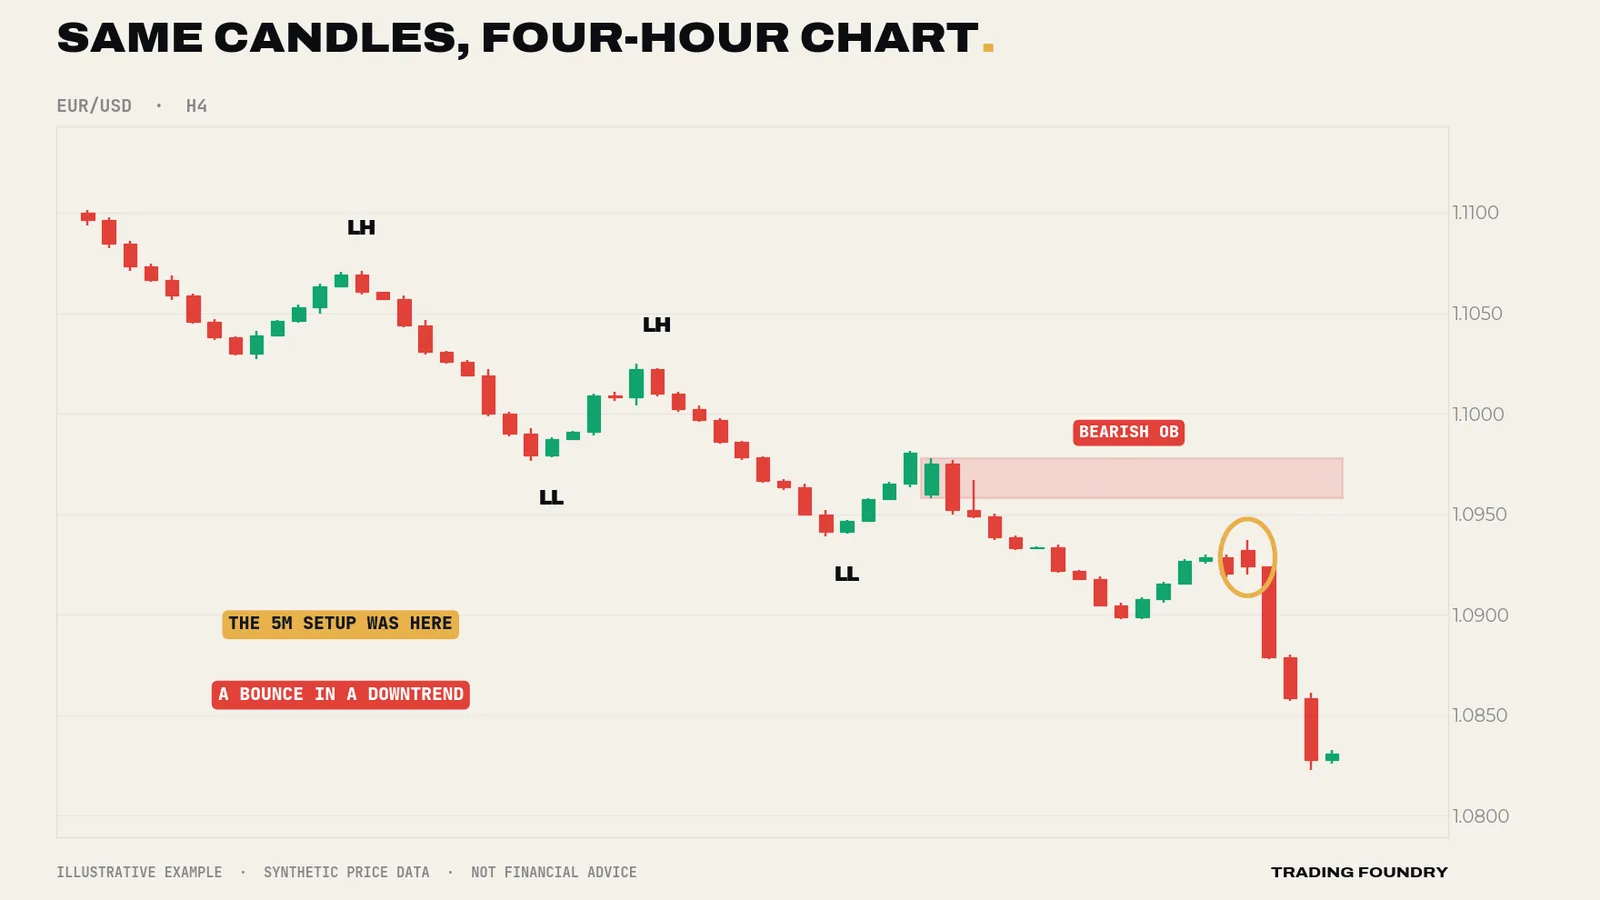 SAME CANDLES, FOUR-HOUR CHART.
EUR/USD · H4
LH
LH
LL
LL
BEARISH OB
THE 5M SETUP WAS HERE
A BOUNCE IN A DOWNTREND
1.1100
1.1050
1.1000
1.0950
1.0900
1.0850
1.0800
ILLUSTRATIVE EXAMPLE · SYNTHETIC PRICE DATA · NOT FINANCIAL ADVICE
TRADING FOUNDRY